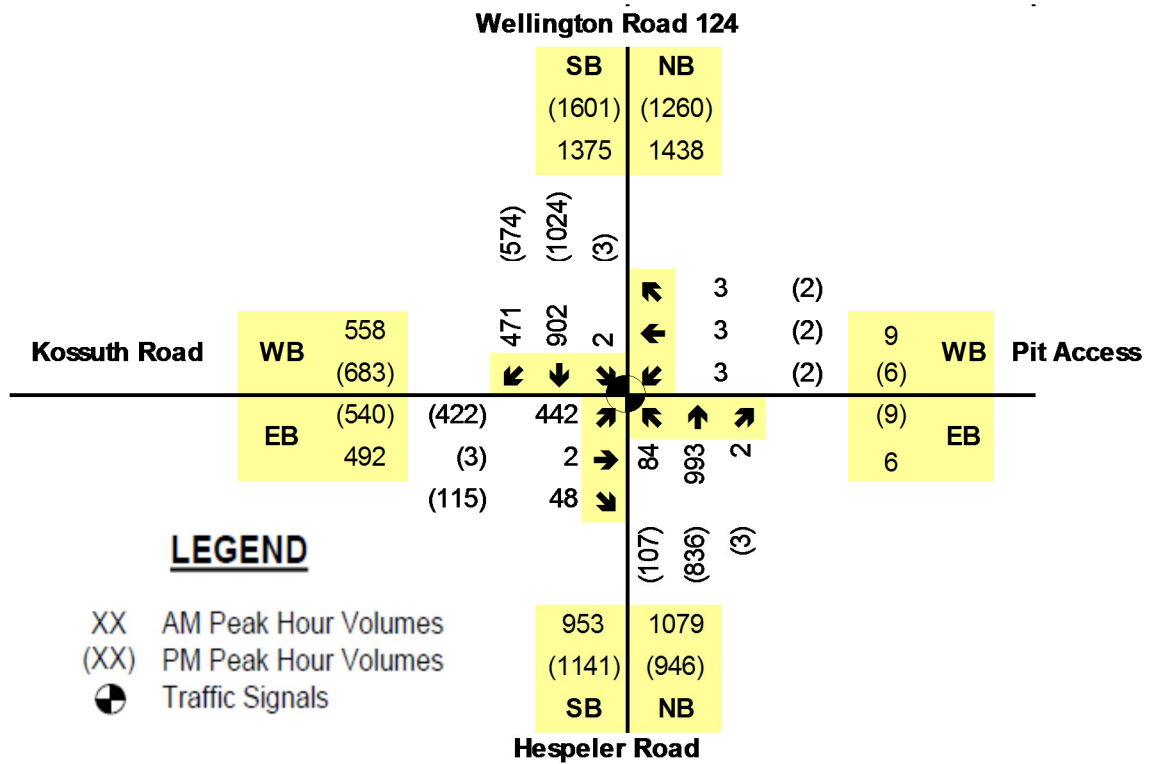 Wellington Road 124
SB NB
(1601) (1260)
1375 1438
(574) (1024) (3)
471 902 2
3 (2)
3 (2)
3 (2)
Kossuth Road
WB 558
(683)
EB (540)
492
9
(6) WB
Pit Access
(9)
6 EB
(422) 442
(3) 2
(115) 48
84 993 2
(107) (836) (3)
LEGEND
XX AM Peak Hour Volumes
(XX) PM Peak Hour Volumes
Traffic Signals
953 1079
(1141) (946)
SB NB
Hespeler Road